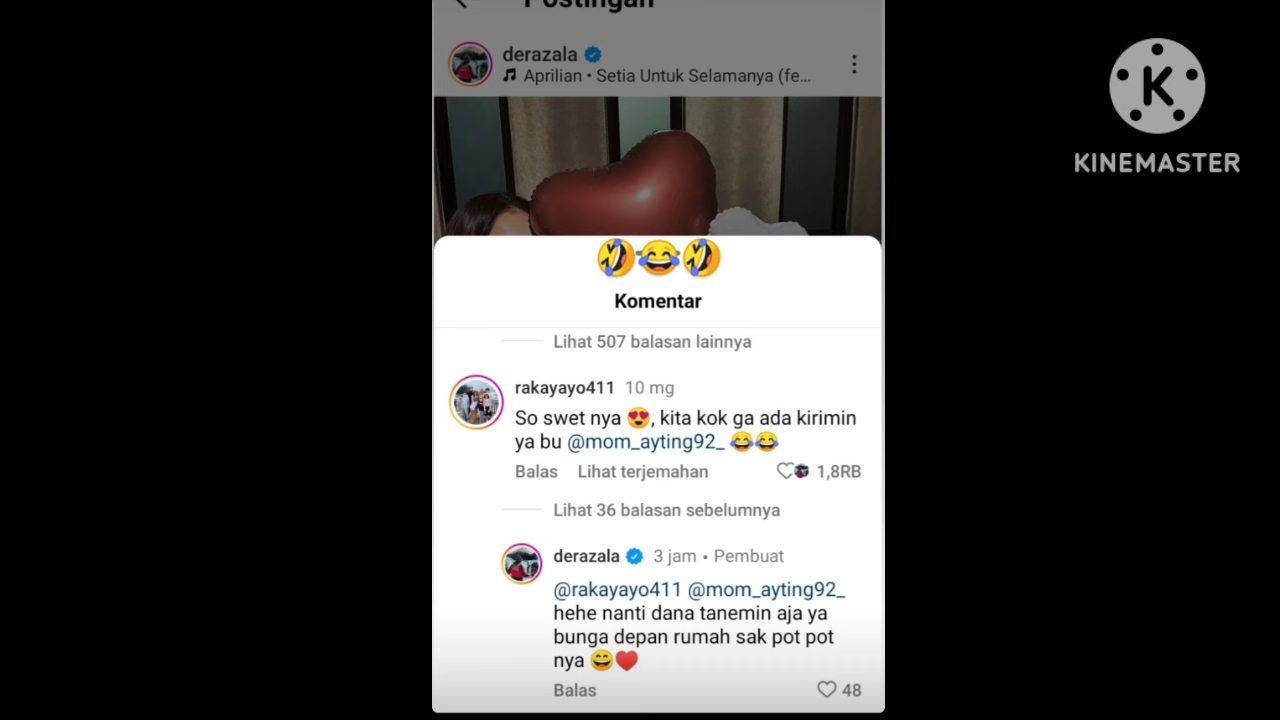 Postingan
derazala
Aprilian • Setia Untuk Selamanya (fe...
K
KINEMASTER
🤣😂🤣
Komentar
Lihat 507 balasan lainnya
rakayayo411 10 mg
So swet nya 😍, kita kok ga ada kirimin
ya bu @mom_ayting92_ 😂😂
Balas Lihat terjemahan 1,8RB
Lihat 36 balasan sebelumnya
derazala 3 jam • Pembuat
@rakayayo411 @mom_ayting92_
hehe nanti dana tanemin aja ya
bunga depan rumah sak pot pot
nya 😄❤️
Balas 48